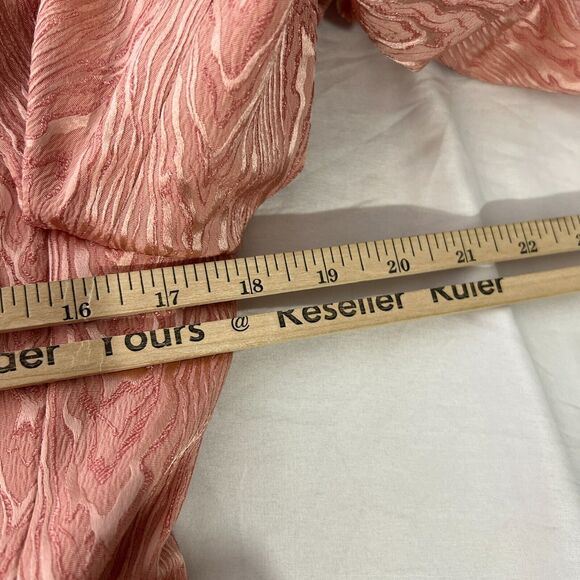 16 17 18 19 20 21 22
der Yours @ Reseller Ruler